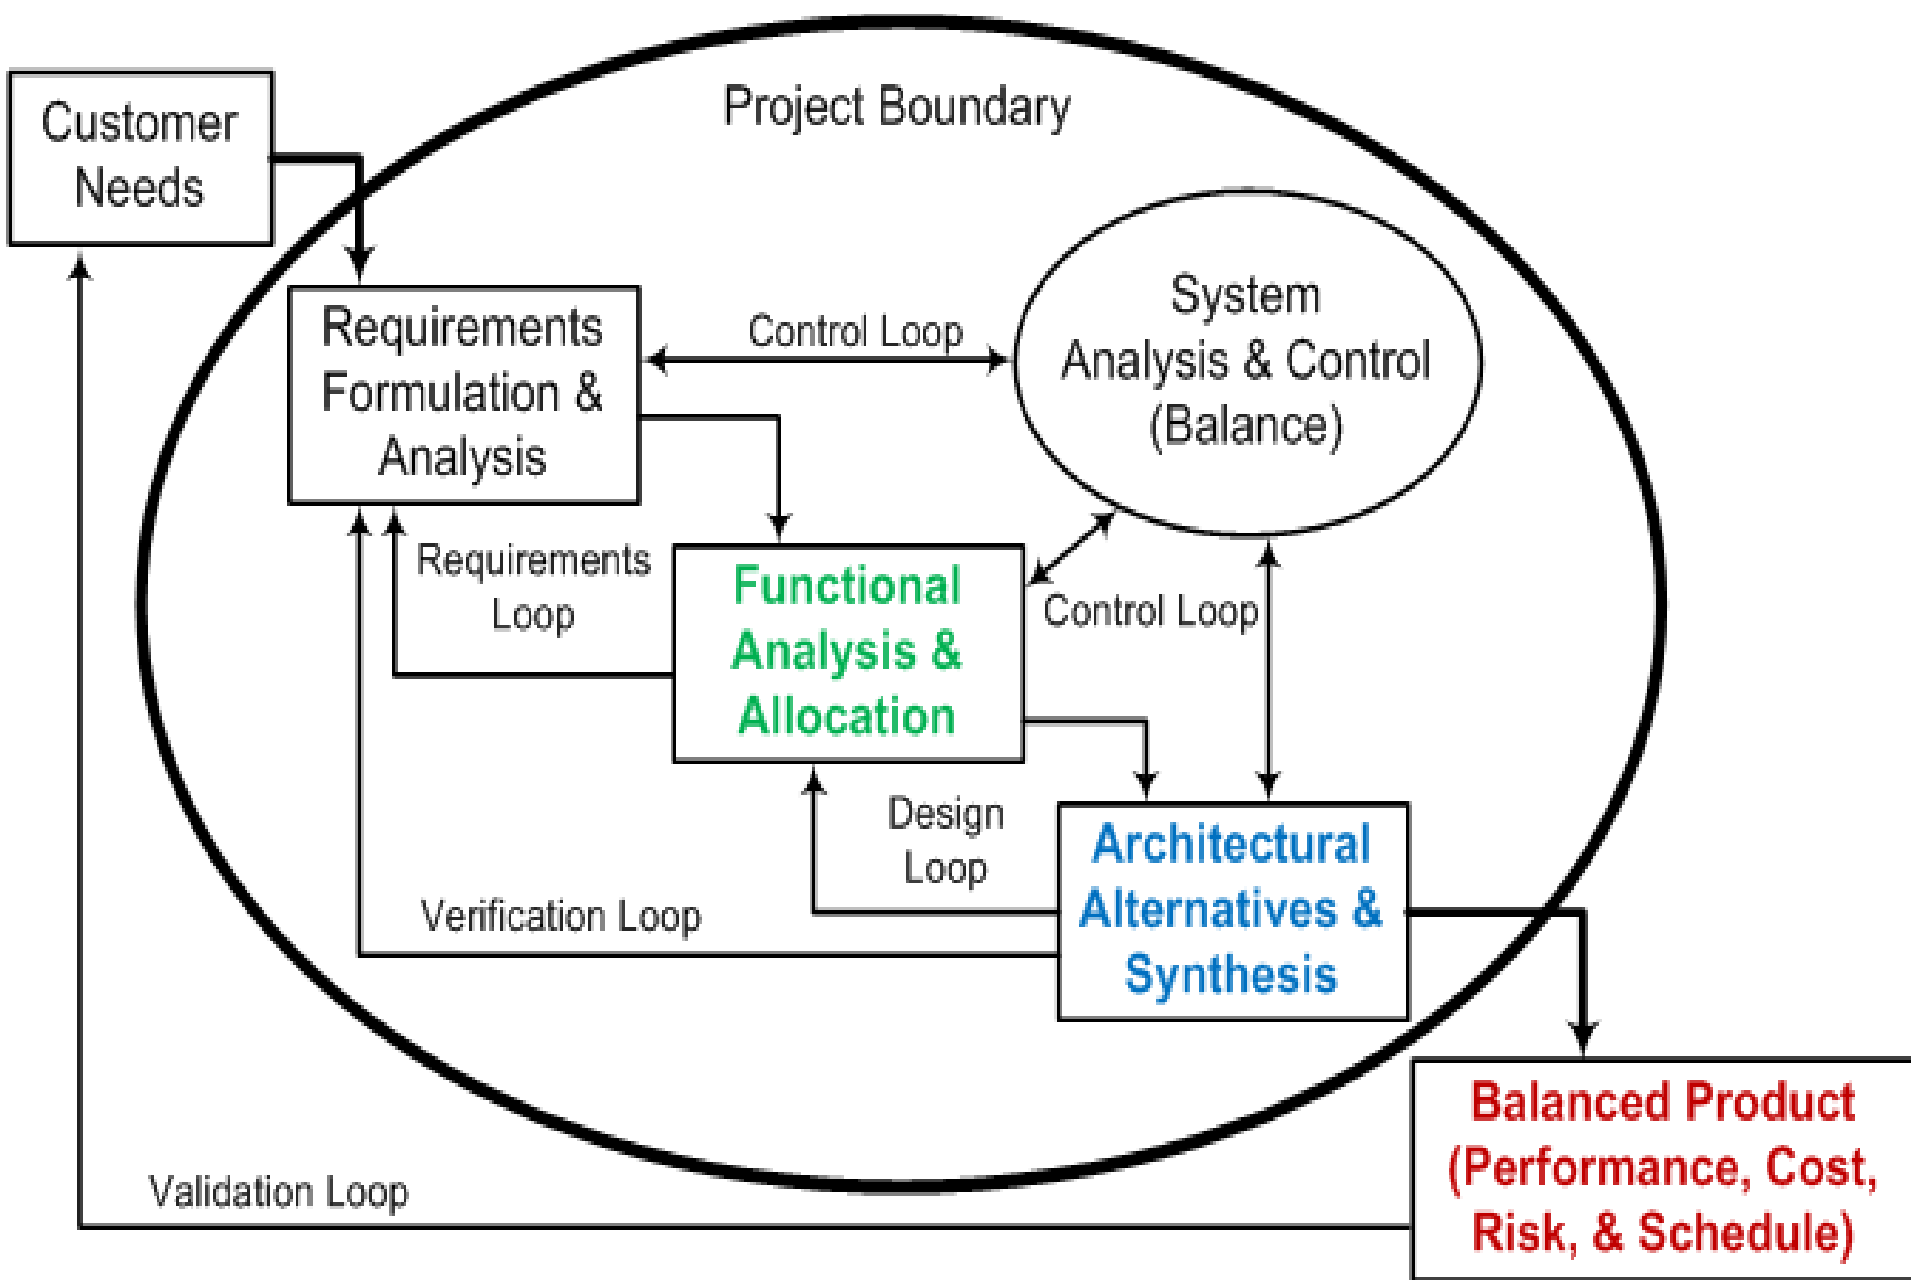 Project Boundary
Customer
Needs
System
Analysis & Control
(Balance)
Requirements
Formulation &
Analysis
Control Loop
Requirements
Loop
Functional
Analysis &
Allocation
Control Loop
Design
Loop
Architectural
Alternatives &
Synthesis
Verification Loop
Balanced Product
(Performance, Cost,
Risk, & Schedule)
Validation Loop